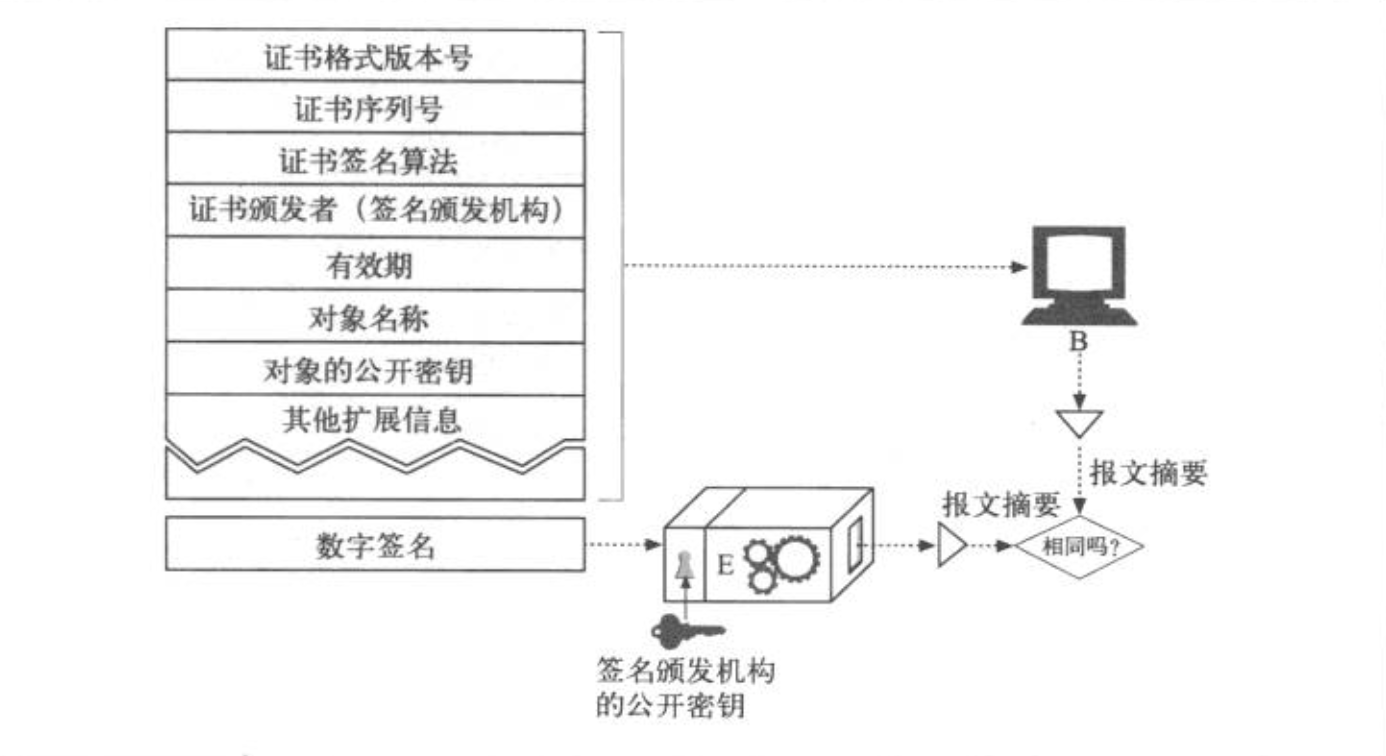 证书格式版本号
证书序列号
证书签名算法
证书颁发者（签名颁发机构）
有效期
对象名称
对象的公开密钥
其他扩展信息
B
报文摘要
数字签名
E
报文摘要
相同吗?
签名颁发机构
的公开密钥